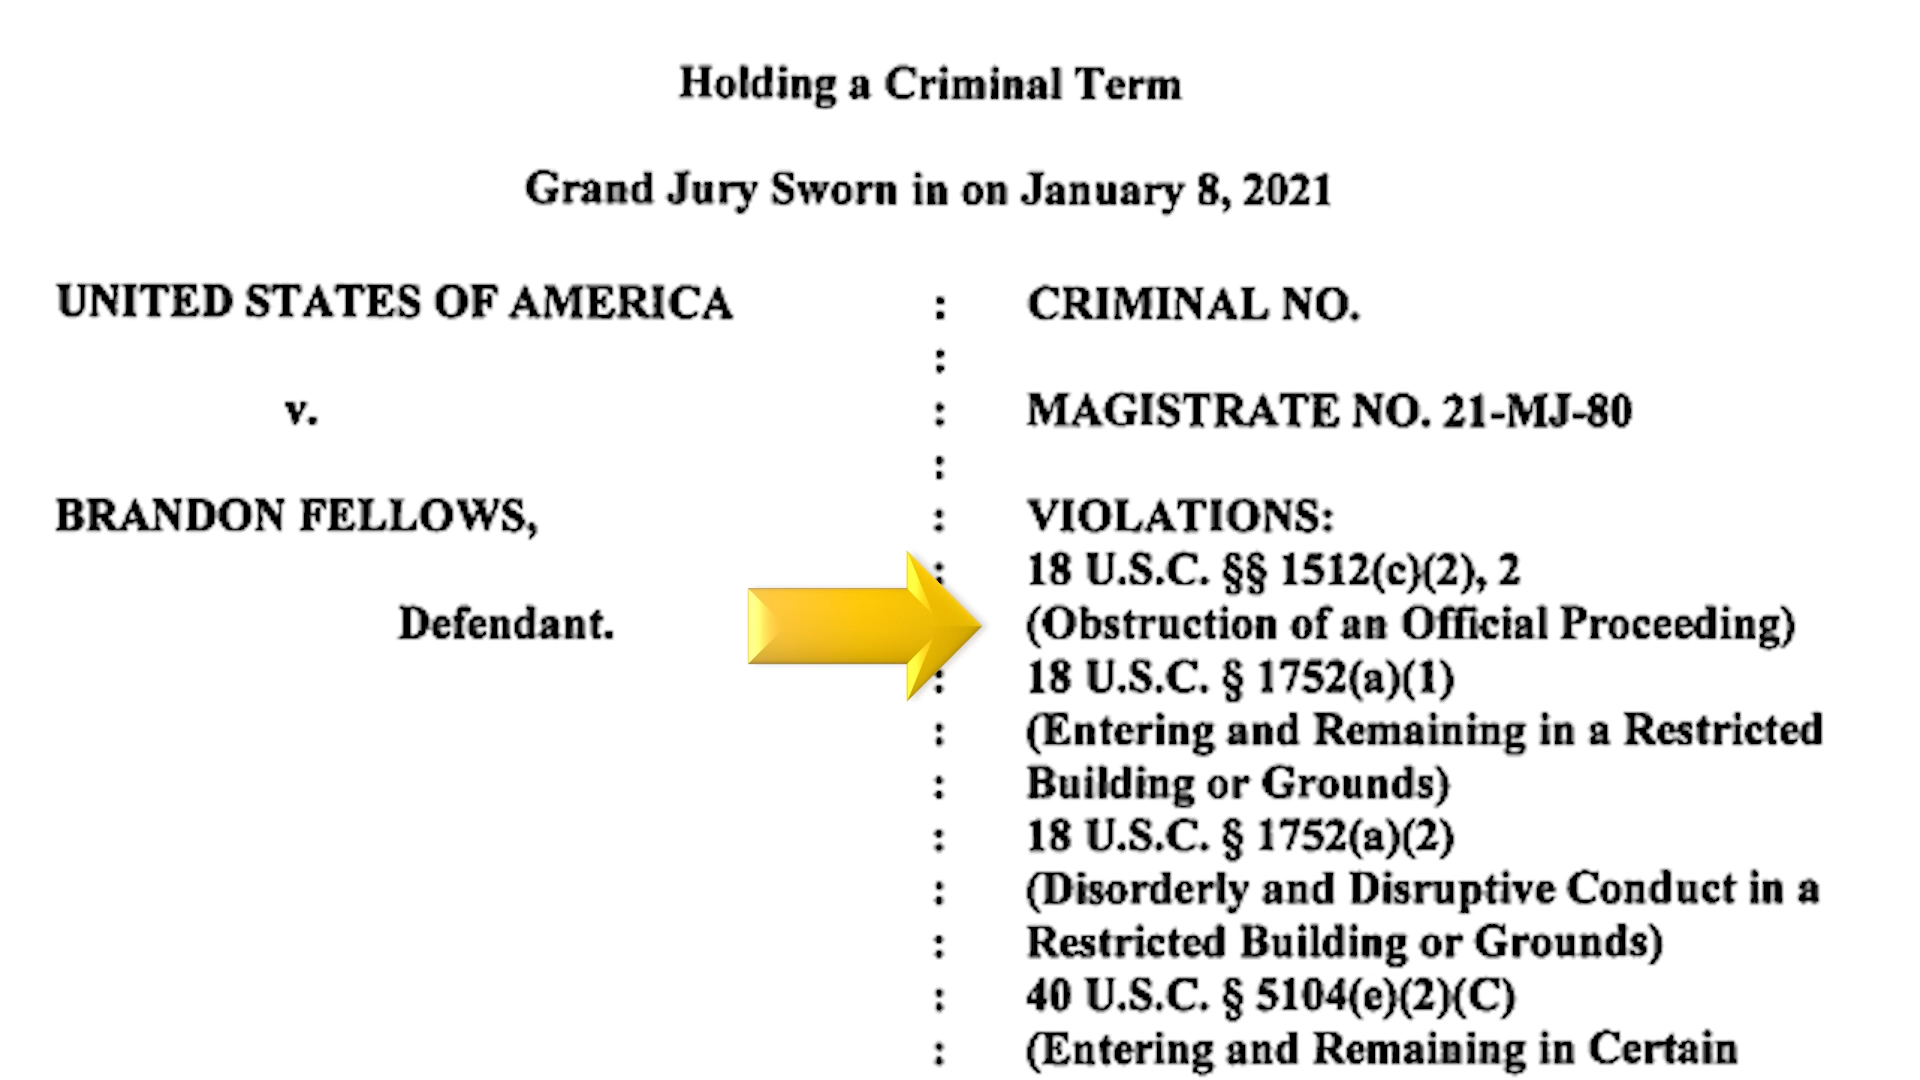 Holding a Criminal Term
Grand Jury Sworn in on January 8, 2021
UNITED STATES OF AMERICA : CRIMINAL NO.
:
v. : MAGISTRATE NO. 21-MJ-80
:
BRANDON FELLOWS, : VIOLATIONS:
: 18 U.S.C. §§ 1512(c)(2), 2
Defendant. (Obstruction of an Official Proceeding)
: 18 U.S.C. § 1752(a)(1)
: (Entering and Remaining in a Restricted
: Building or Grounds)
: 18 U.S.C. § 1752(a)(2)
: (Disorderly and Disruptive Conduct in a
: Restricted Building or Grounds)
: 40 U.S.C. § 5104(e)(2)(C)
: (Entering and Remaining in Certain